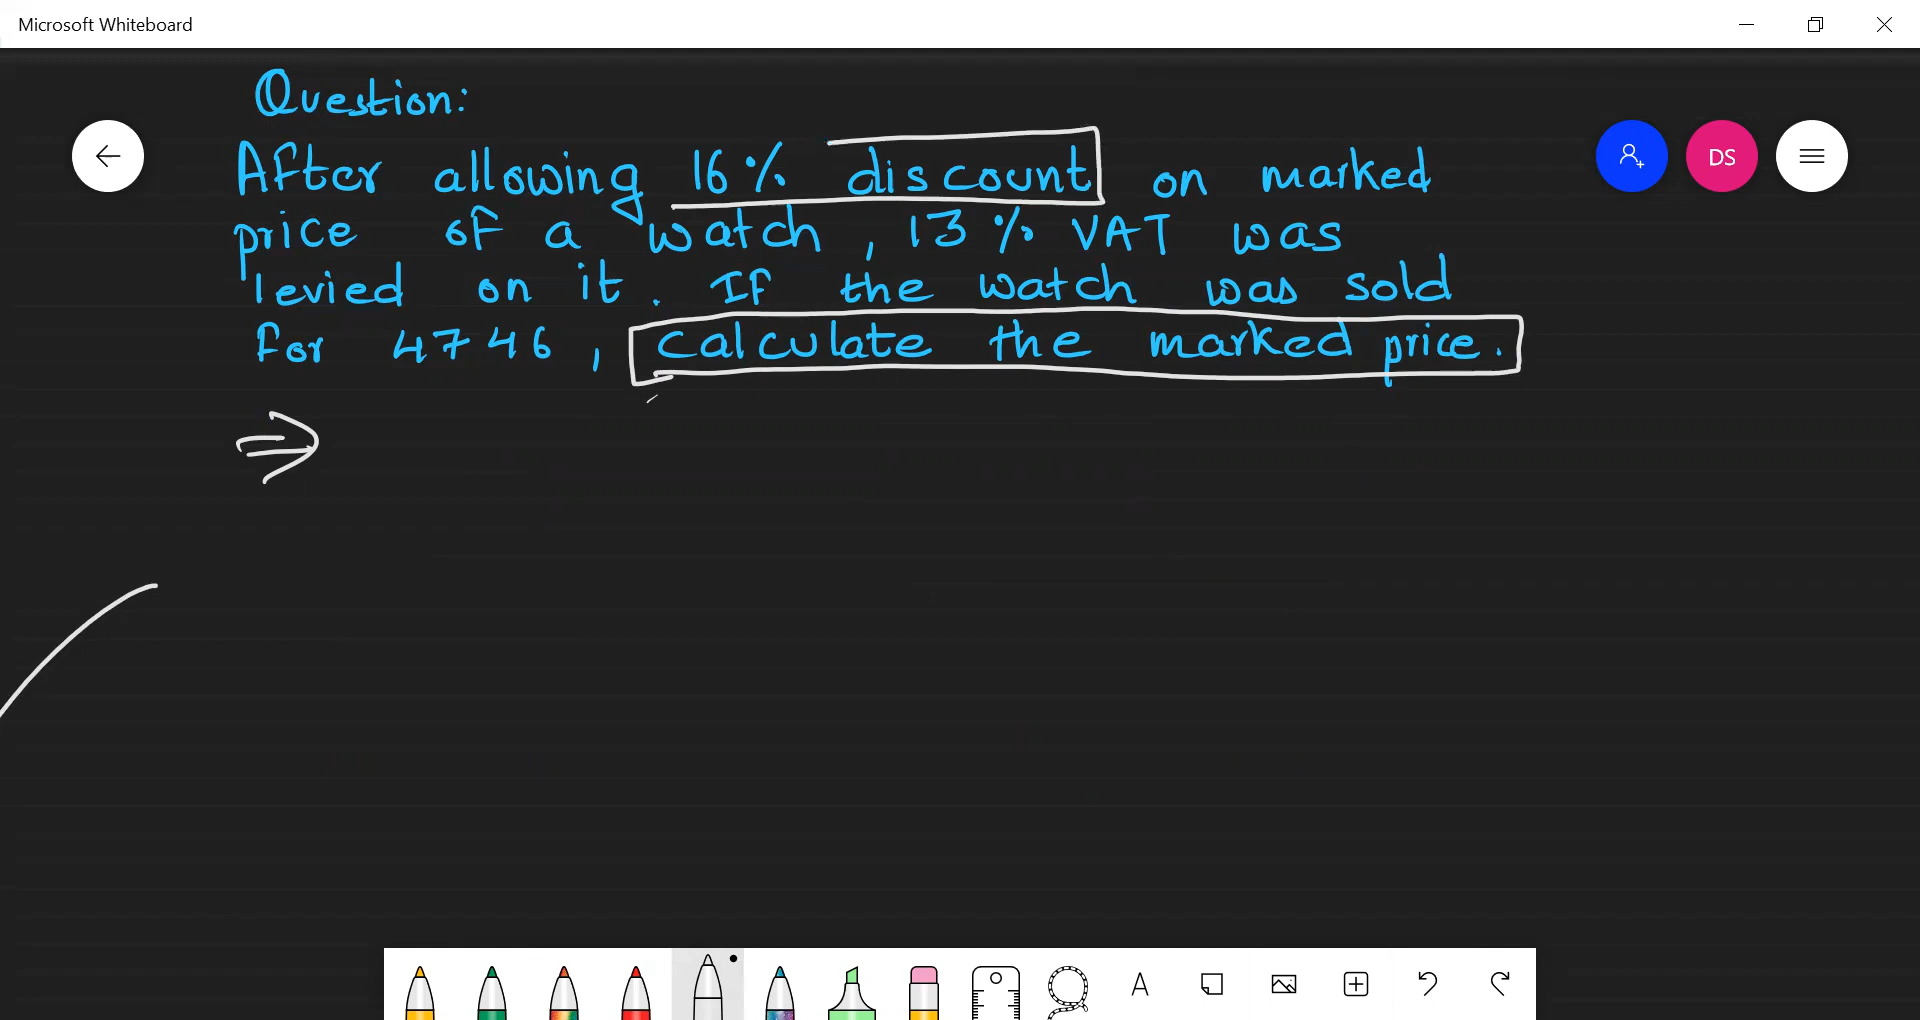 Microsoft Whiteboard
Question:
After allowing 16% discount on marked
price of a watch, 13% VAT was
levied on it. If the watch was sold
for 4746, calculate the marked price.
DS
A